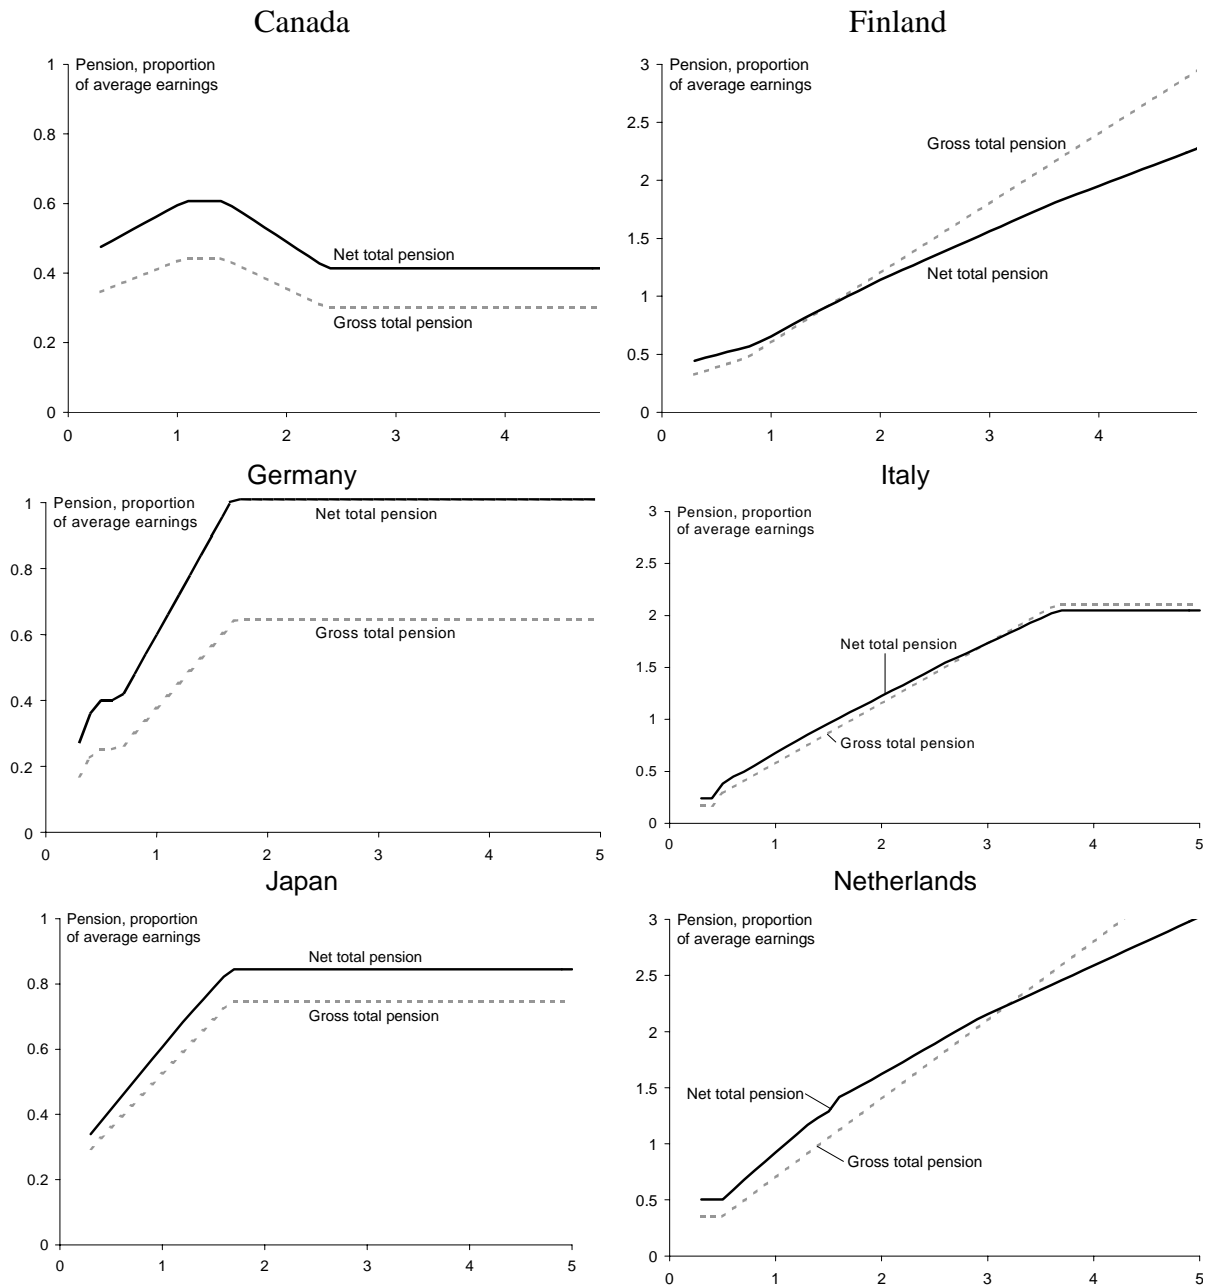 Canada
Pension, proportion
of average earnings
1
0.8
0.6
0.4
0.2
0
Net total pension
Gross total pension
0 1 2 3 4
Finland
Pension, proportion
of average earnings
3
2.5
2
1.5
1
0.5
0
Gross total pension
Net total pension
0 1 2 3 4
Germany
Pension, proportion
of average earnings
1
0.8
0.6
0.4
0.2
0
Net total pension
Gross total pension
0 1 2 3 4 5
Italy
Pension, proportion
of average earnings
3
2.5
2
1.5
1
0.5
0
Net total pension
Gross total pension
0 1 2 3 4 5
Japan
Pension, proportion
of average earnings
1
0.8
0.6
0.4
0.2
0
Net total pension
Gross total pension
0 1 2 3 4 5
Netherlands
Pension, proportion
of average earnings
3
2.5
2
1.5
1
0.5
0
Net total pension
Gross total pension
0 1 2 3 4 5